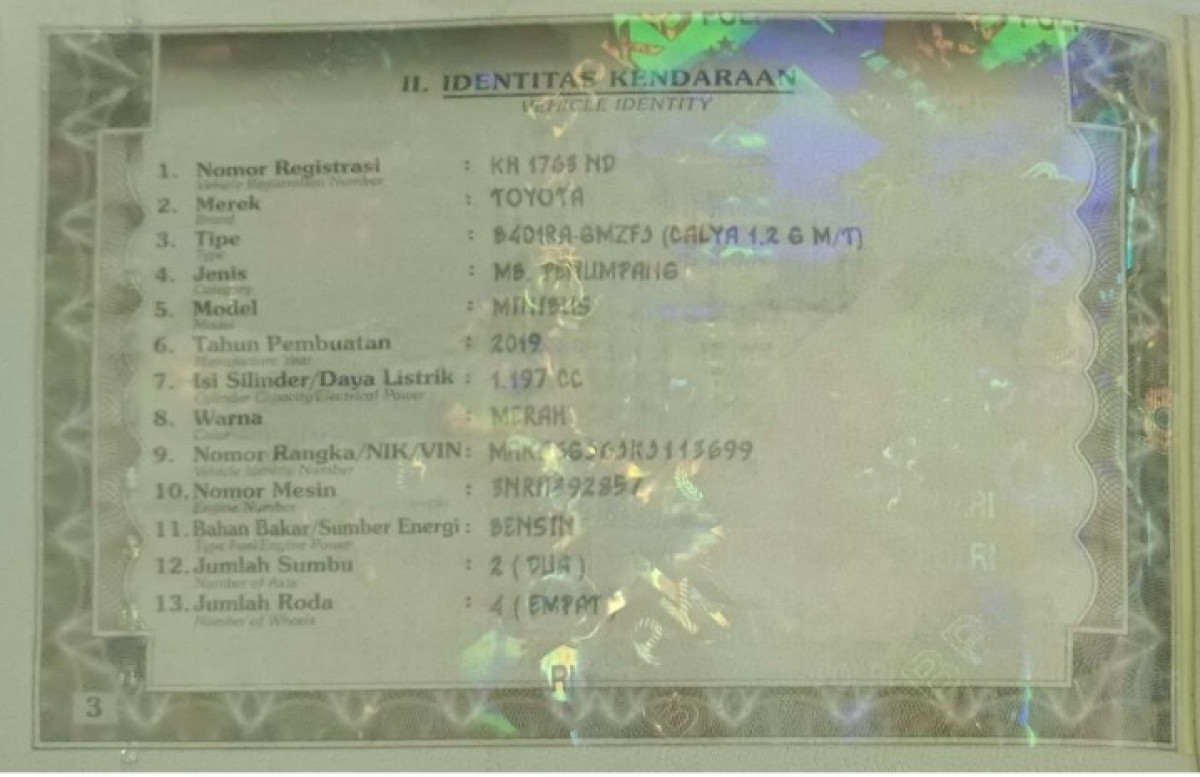 II. IDENTITAS KENDARAAN
VEHICLE IDENTITY
1. Nomor Registrasi : KH 1763 ND
Vehicle Registration Number
2. Merek : TOYOTA
Brand
3. Tipe : B401RA-GMZFJ (CALYA 1.2 G M/T)
Type
4. Jenis : MB. PENUMPANG
Category
5. Model : MINIBUS
Model
6. Tahun Pembuatan : 2019
Manufacture Year
7. Isi Silinder/Daya Listrik : 1.197 CC
Cylinder Capacity/Electrical Power
8. Warna : MERAH
Color
9. Nomor Rangka/NIK/VIN :
Vehicle Identity Number
10. Nomor Mesin :
Engine Number
11. Bahan Bakar/Sumber Energi : BENSIN
Type Fuel/Engine Power
12. Jumlah Sumbu : 2 ( DUA )
Number of Axis
13. Jumlah Roda : 4 ( EMPAT )
Number of Wheels
RI
3